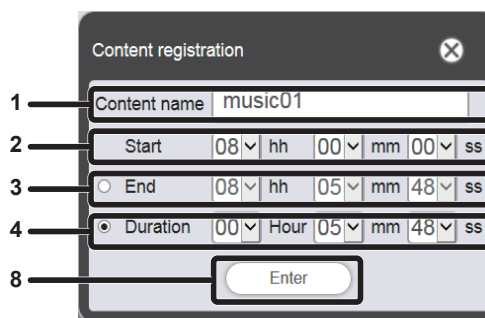 Content registration
1 Content name music01
2 Start 08 hh 00 mm 00 ss
3 End 08 hh 05 mm 48 ss
4 Duration 00 Hour 05 mm 48 ss
8 Enter